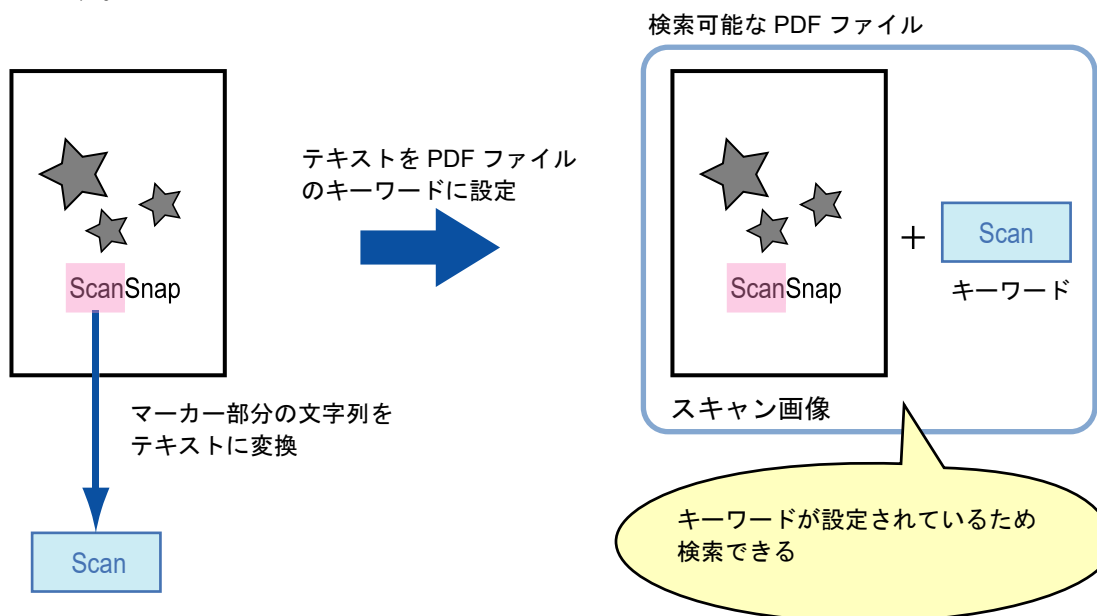 検索可能な PDF ファイル
テキストを PDF ファイル
のキーワードに設定
ScanSnap
マーカー部分の文字列を
テキストに変換
Scan
ScanSnap
+
Scan
キーワード
スキャン画像
キーワードが設定されているため
検索できる